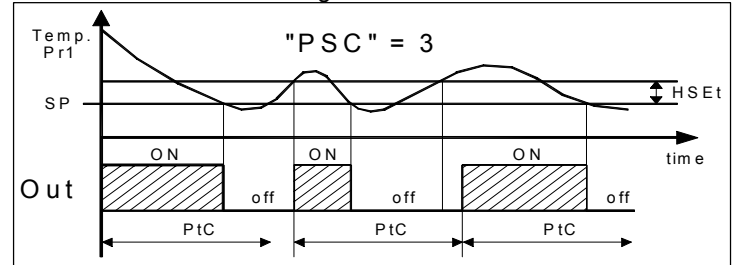 Temp.
Pr1
"PSC" = 3
HSEt
SP
time
ON
ON
ON
Out
off
off
off
PtC
PtC
PtC